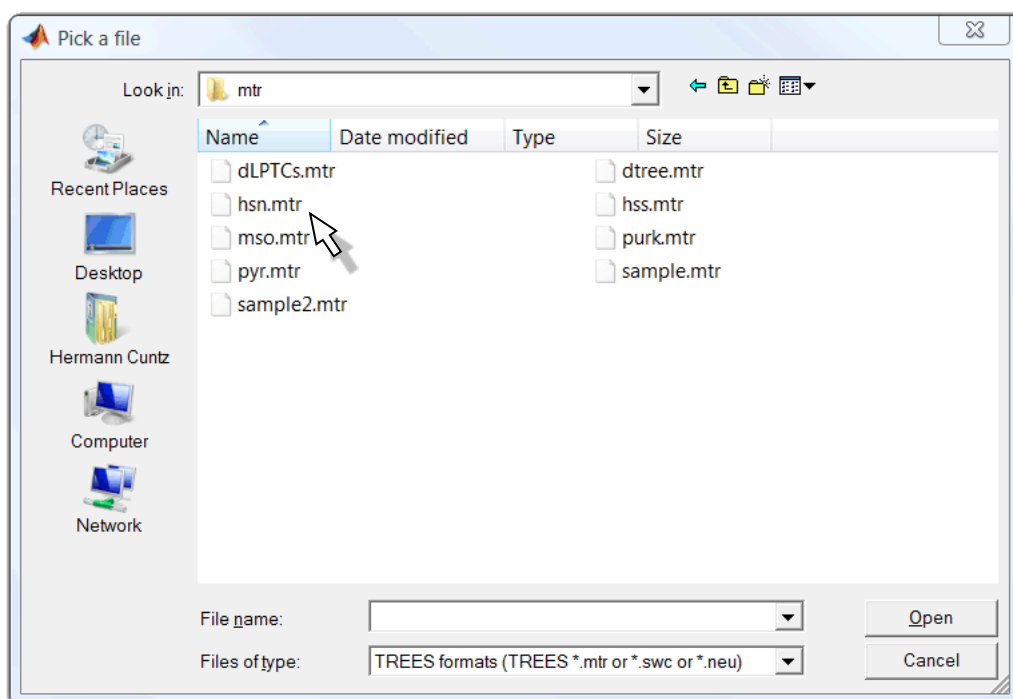 Pick a file
Look in: mtr
Name Date modified Type Size
dLPTCs.mtr dtree.mtr
hsn.mtr hss.mtr
mso.mtr purk.mtr
pyr.mtr sample.mtr
sample2.mtr
Recent Places
Desktop
Hermann Cuntz
Computer
Network
File name: Open
Files of type: TREES formats (TREES *.mtr or *.swc or *.neu) Cancel